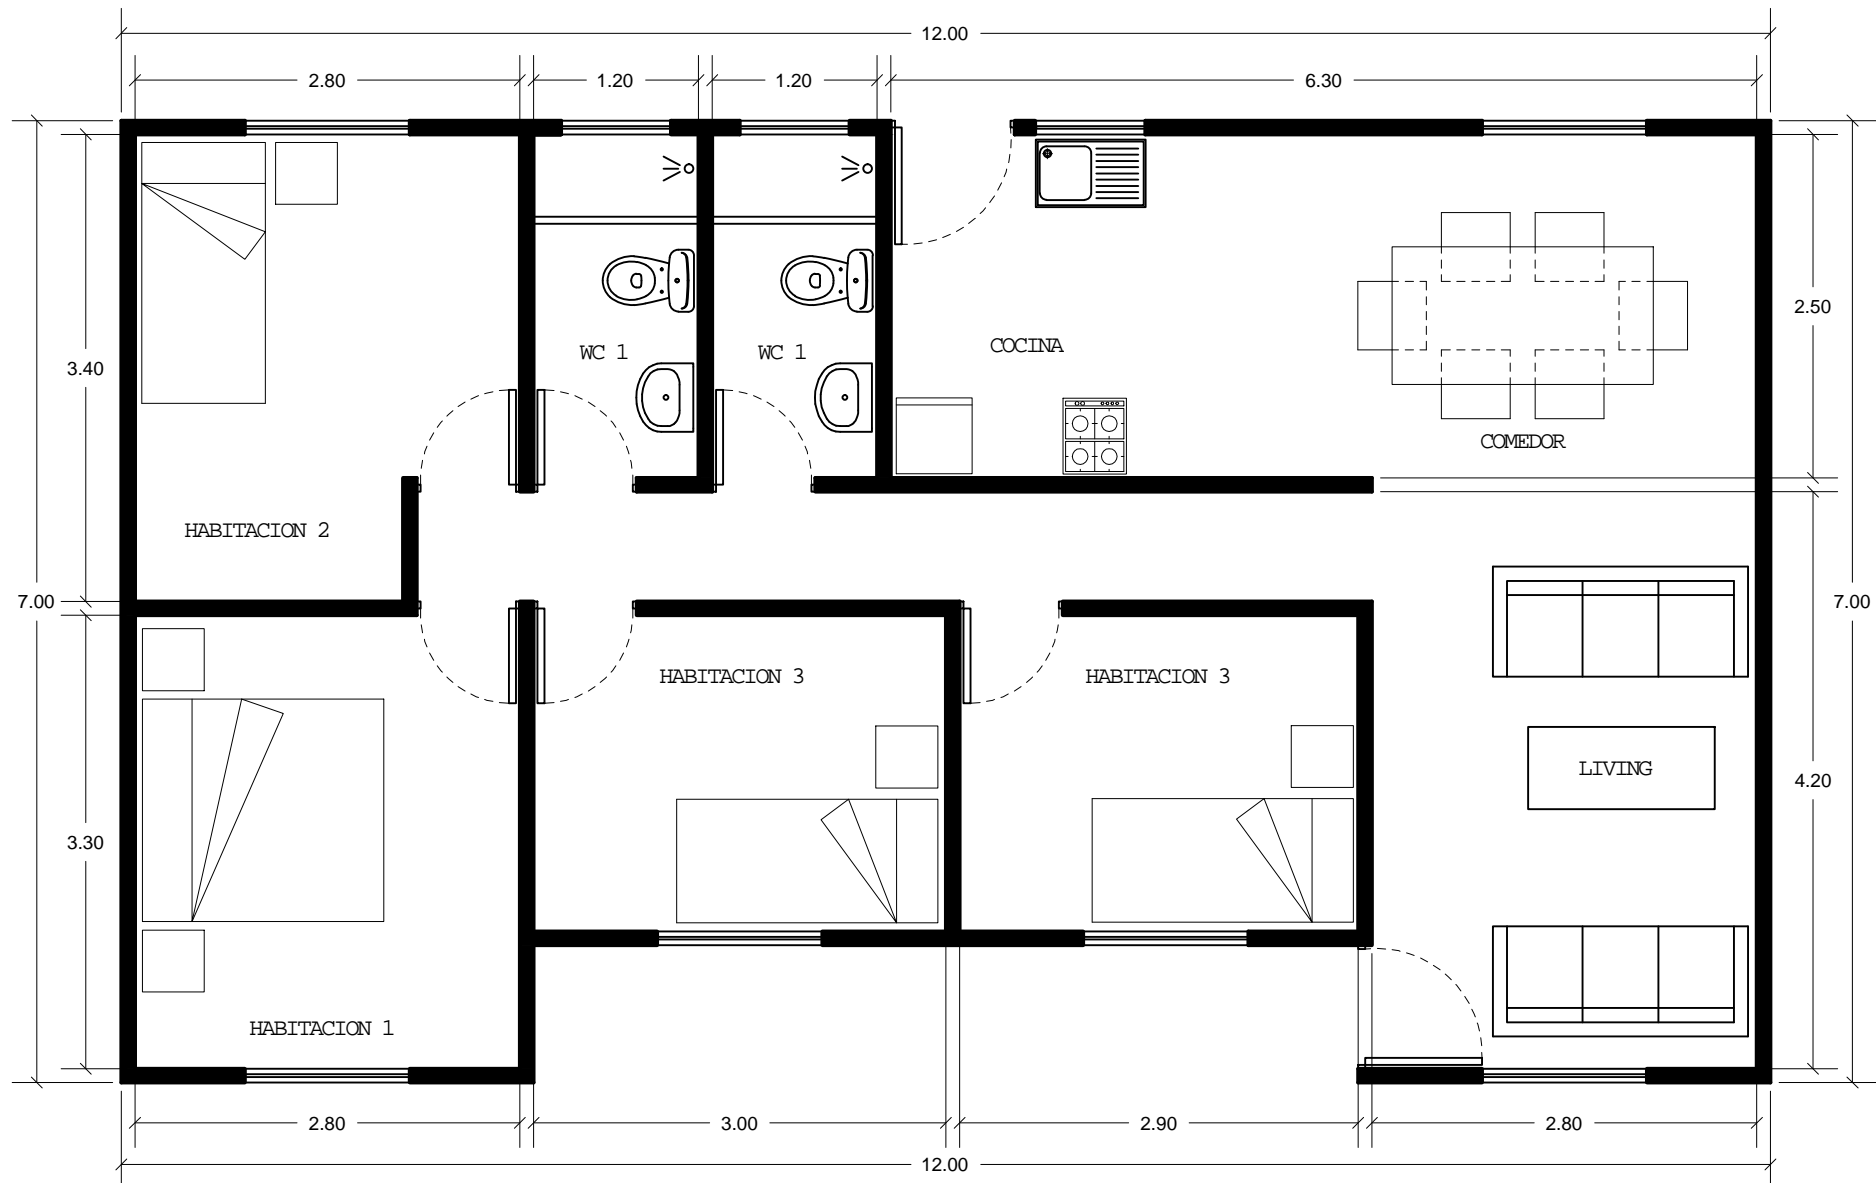 12.00
2.80
1.20
1.20
6.30
2.50
COCINA
WC 1
WC 1
3.40
COMEDOR
HABITACION 2
7.00
7.00
HABITACION 3
HABITACION 3
LIVING
4.20
3.30
HABITACION 1
2.80
3.00
2.90
2.80
12.00